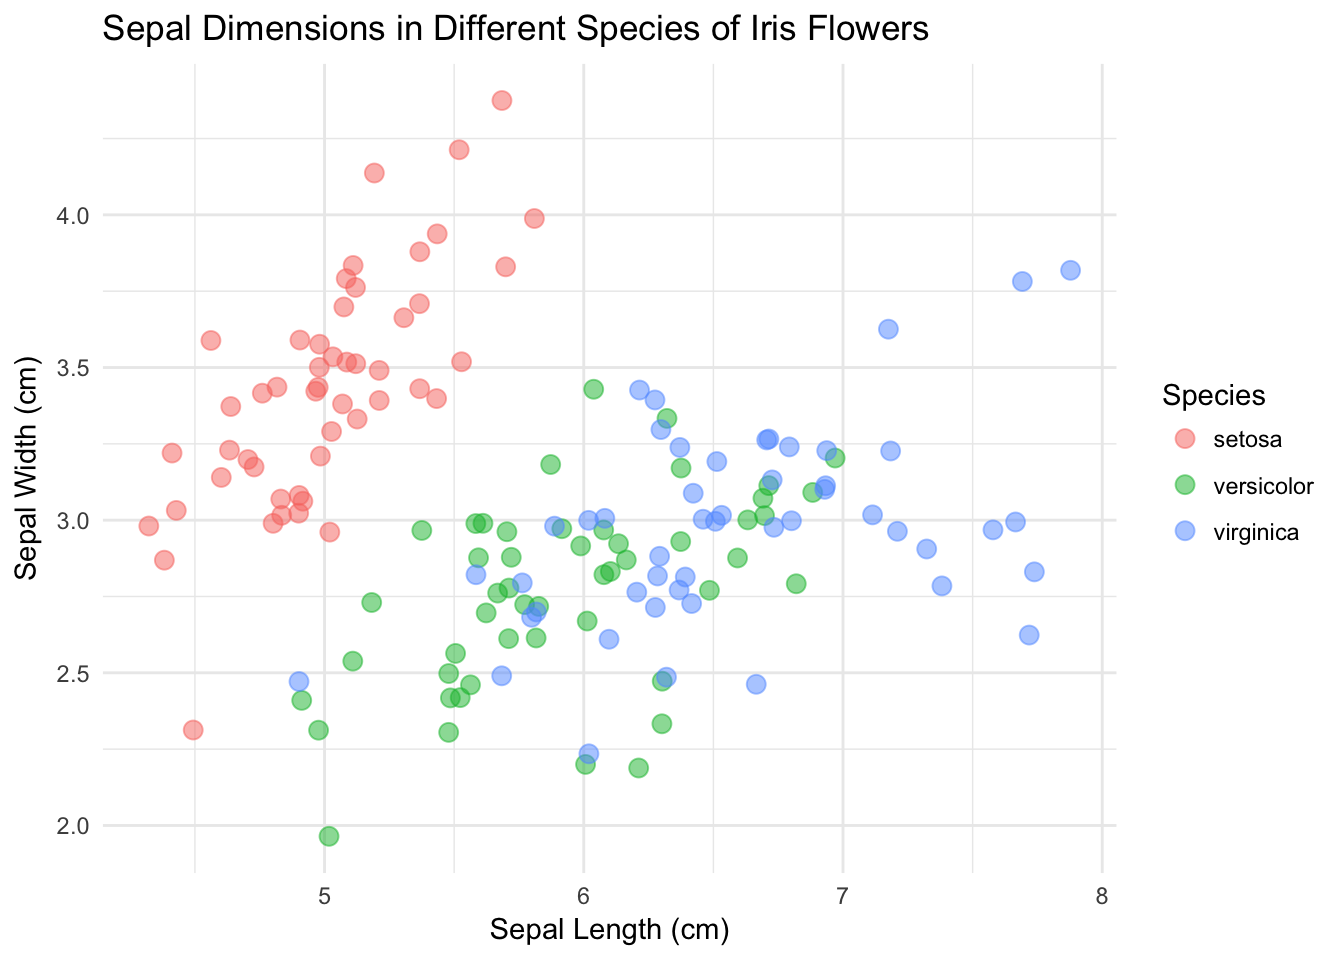 Sepal Dimensions in Different Species of Iris Flowers
Sepal Width (cm)
4.0
3.5
3.0
2.5
2.0
5 6 7 8
Sepal Length (cm)
Species
setosa
versicolor
virginica